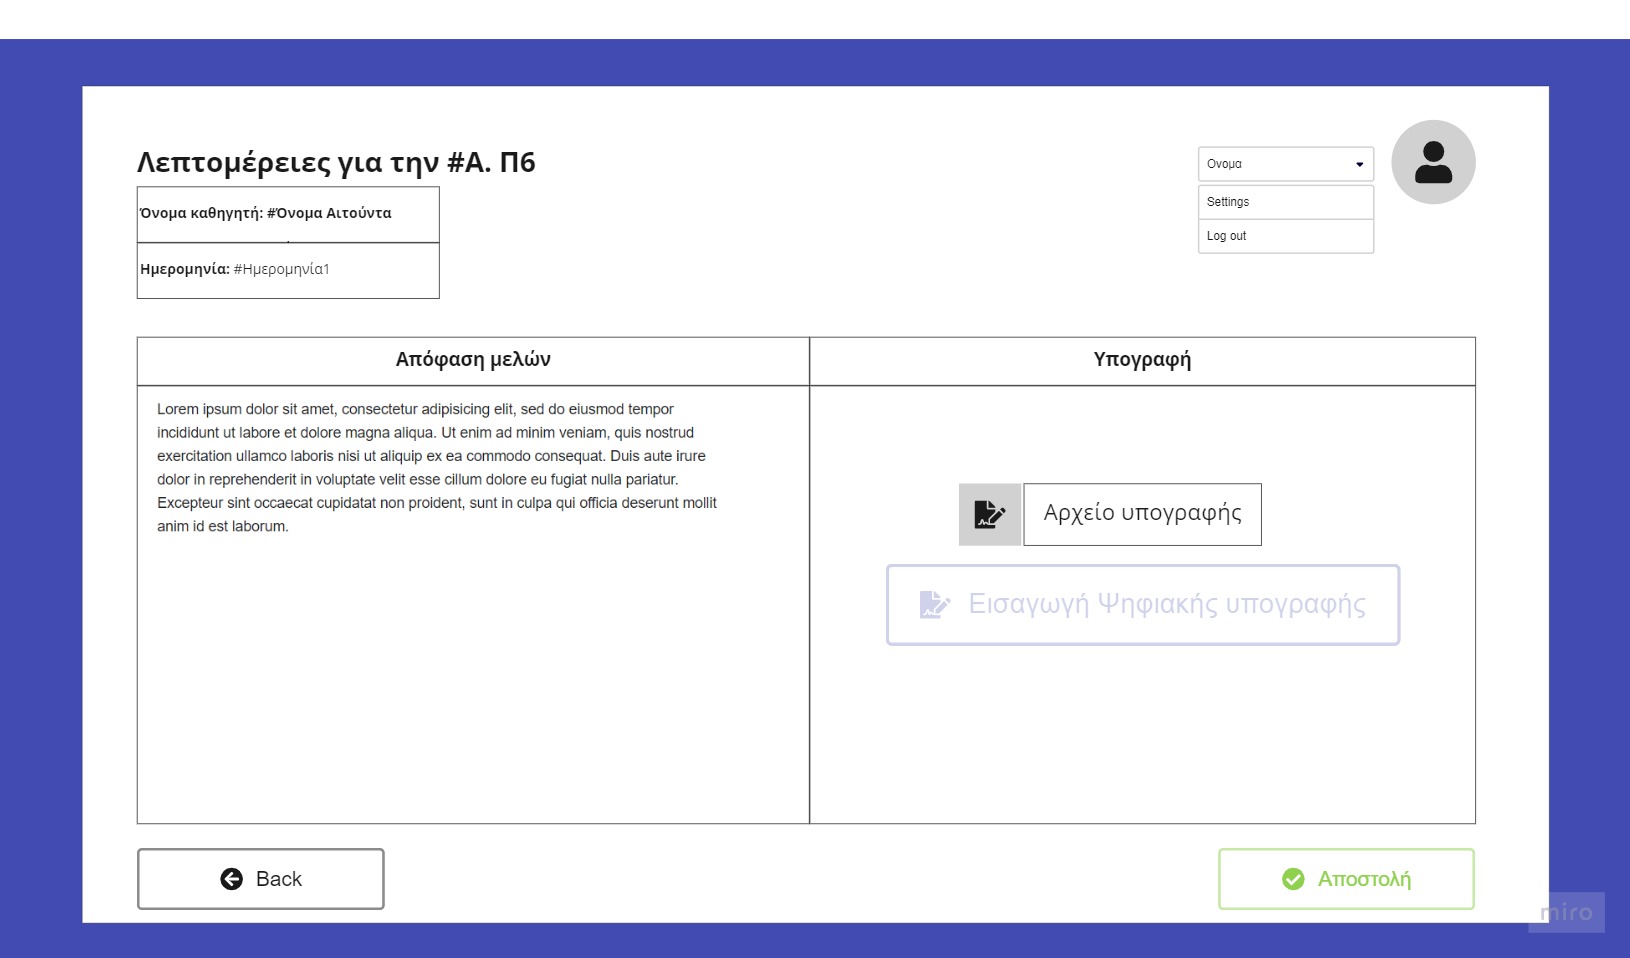 Λεπτομέρειες για την #Α. Π6
Όνομα καθηγητή: #Όνομα Αιτούντα
Ημερομηνία: #Ημερομηνία1
Ονομα
Settings
Log out
Απόφαση μελών
Υπογραφή
Lorem ipsum dolor sit amet, consectetur adipisicing elit, sed do eiusmod tempor
incididunt ut labore et dolore magna aliqua. Ut enim ad minim veniam, quis nostrud
exercitation ullamco laboris nisi ut aliquip ex ea commodo consequat. Duis aute irure
dolor in reprehenderit in voluptate velit esse cillum dolore eu fugiat nulla pariatur.
Excepteur sint occaecat cupidatat non proident, sunt in culpa qui officia deserunt mollit
anim id est laborum.
Αρχείο υπογραφής
Εισαγωγή Ψηφιακής υπογραφής
Back
Αποστολή
miro